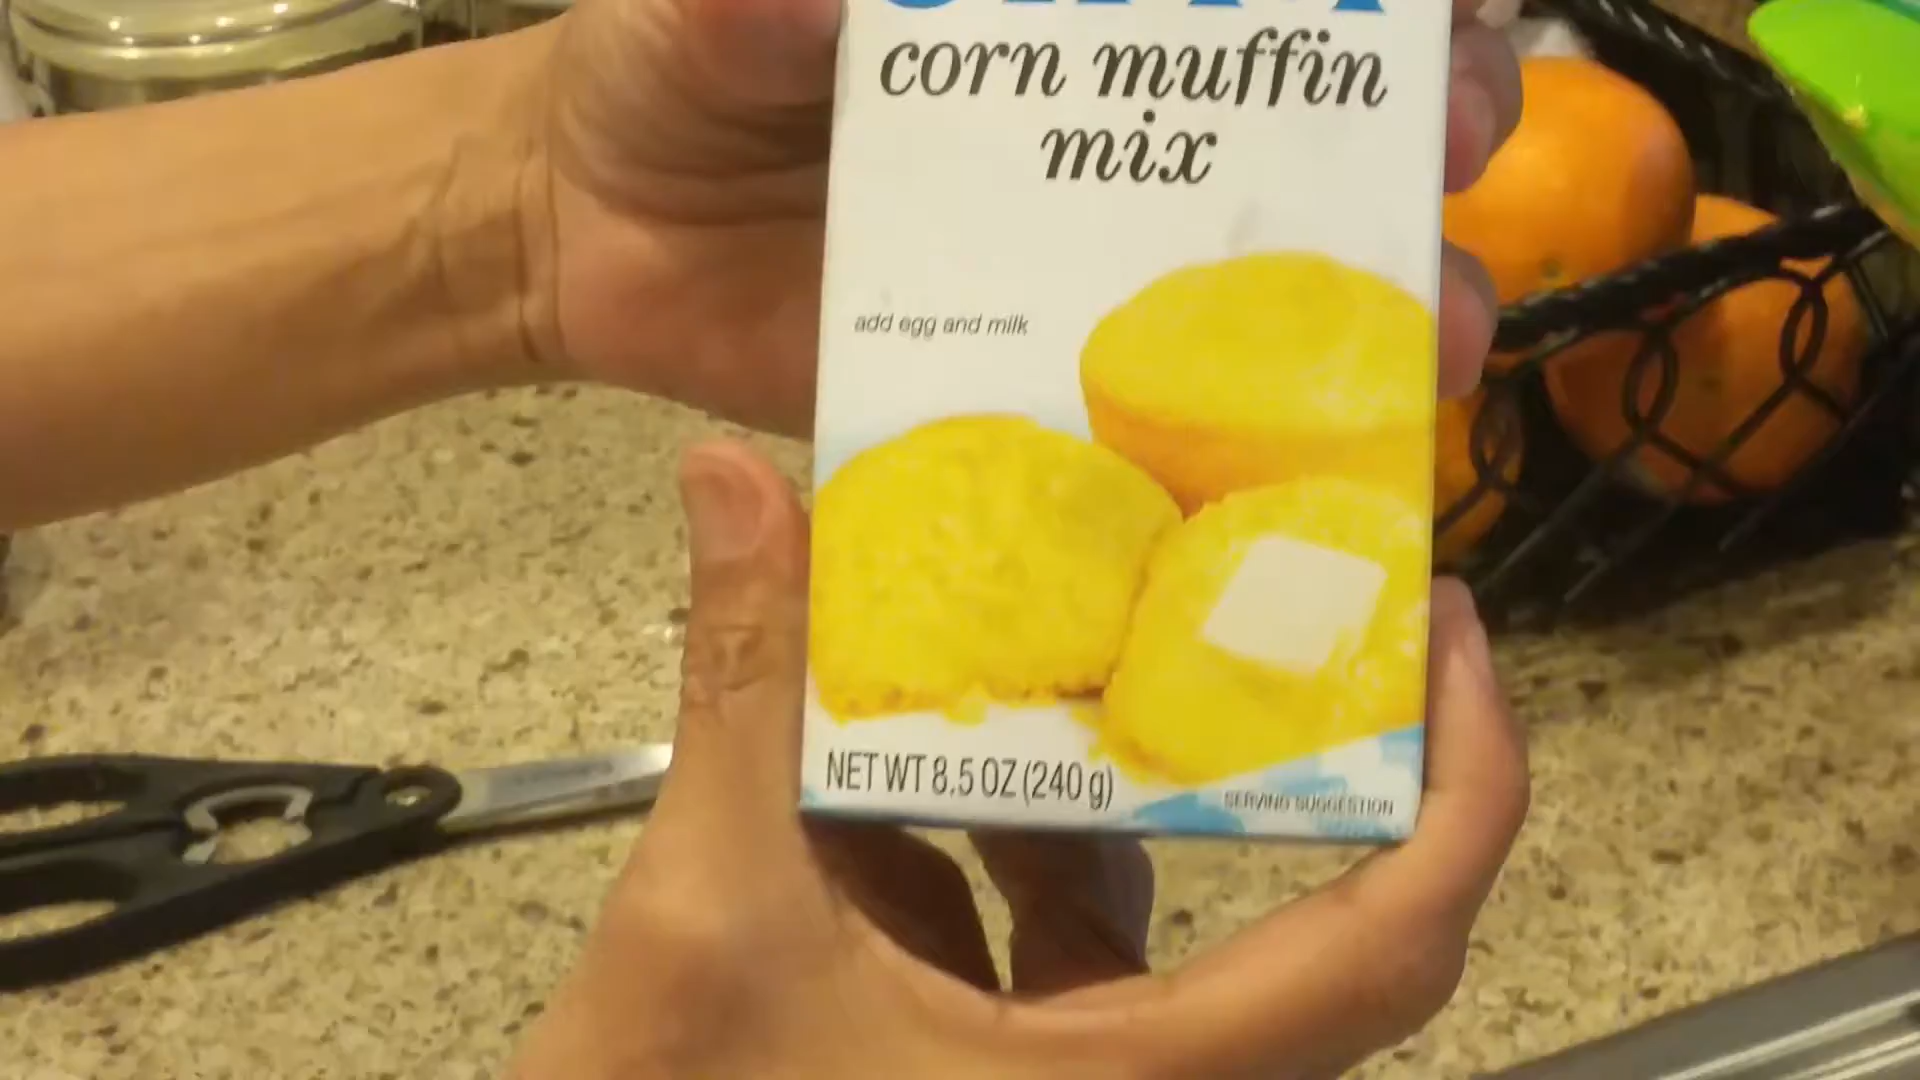 corn muffin
mix
add egg and milk
NET WT 8.5 OZ (240 g)
SERVING SUGGESTION